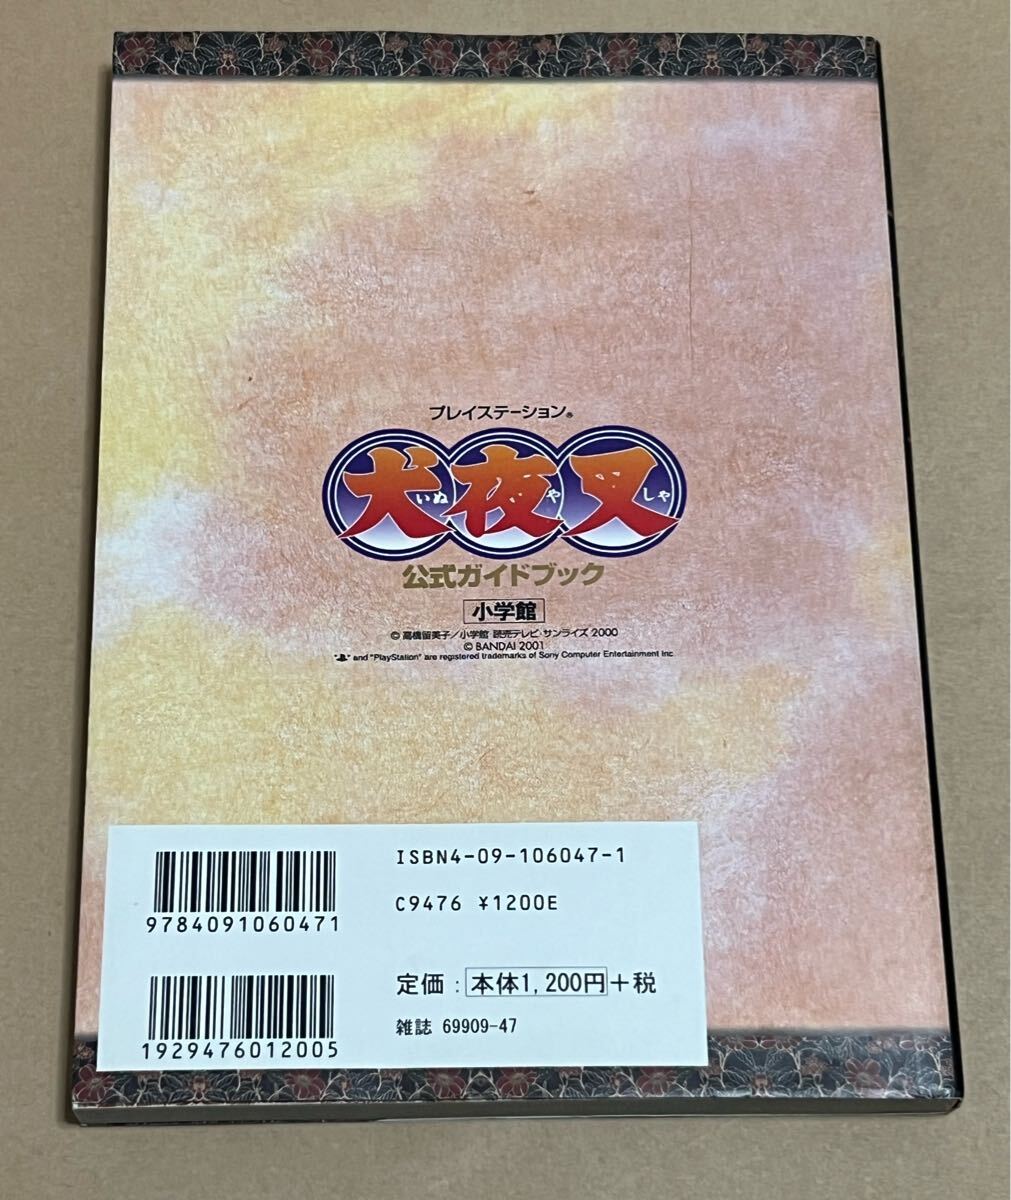 プレイステーション®
犬夜叉
いぬ や しゃ
公式ガイドブック
小学館
© 高橋留美子／小学館 読売テレビ・サンライズ 2000
© BANDAI 2001
" " and "PlayStation" are registered trademarks of Sony Computer Entertainment Inc.
ISBN4-09-106047-1
C9476 ¥1200E
9784091060471
定価：本体1,200円+税
雑誌 69909-47
1929476012005